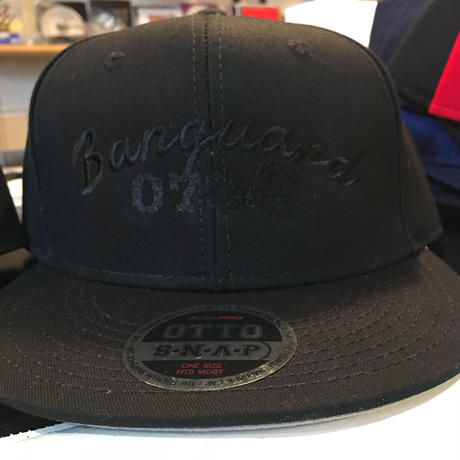 Banguard
07
OTTO
S·N·A·P
ONE SIZE
FITS MOST